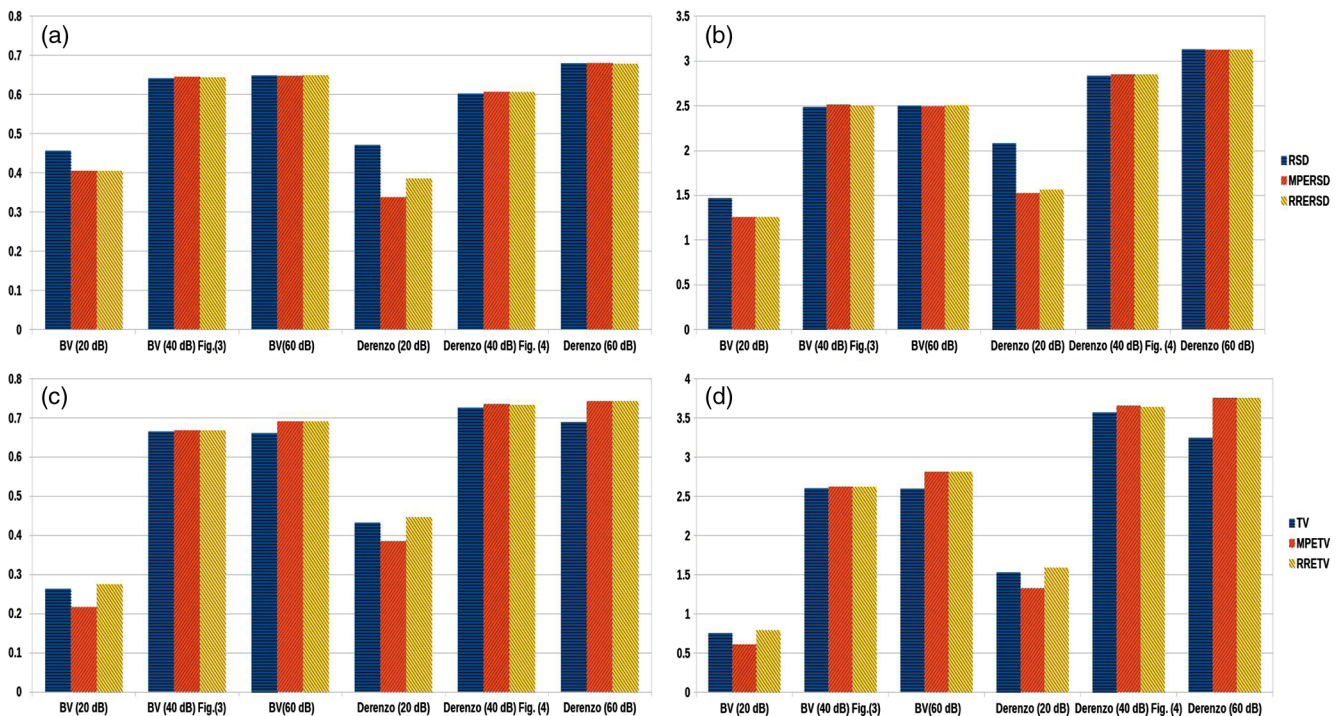 (a)
0.8
0.7
0.6
0.5
0.4
0.3
0.2
0.1
0
BV (20 dB) BV (40 dB) Fig.(3) BV(60 dB) Derenzo (20 dB) Derenzo (40 dB) Fig. (4) Derenzo (60 dB)
(b)
3.5
3
2.5
2
1.5
1
0.5
0
BV (20 dB) BV (40 dB) Fig.(3) BV(60 dB) Derenzo (20 dB) Derenzo (40 dB) Fig. (4) Derenzo (60 dB)
RSD
MPERSD
RRERSD
(c)
0.8
0.7
0.6
0.5
0.4
0.3
0.2
0.1
0
BV (20 dB) BV (40 dB) Fig.(3) BV(60 dB) Derenzo (20 dB) Derenzo (40 dB) Fig. (4) Derenzo (60 dB)
(d)
4
3.5
3
2.5
2
1.5
1
0.5
0
BV (20 dB) BV (40 dB) Fig.(3) BV(60 dB) Derenzo (20 dB) Derenzo (40 dB) Fig. (4) Derenzo (60 dB)
TV
MPETV
RRETV